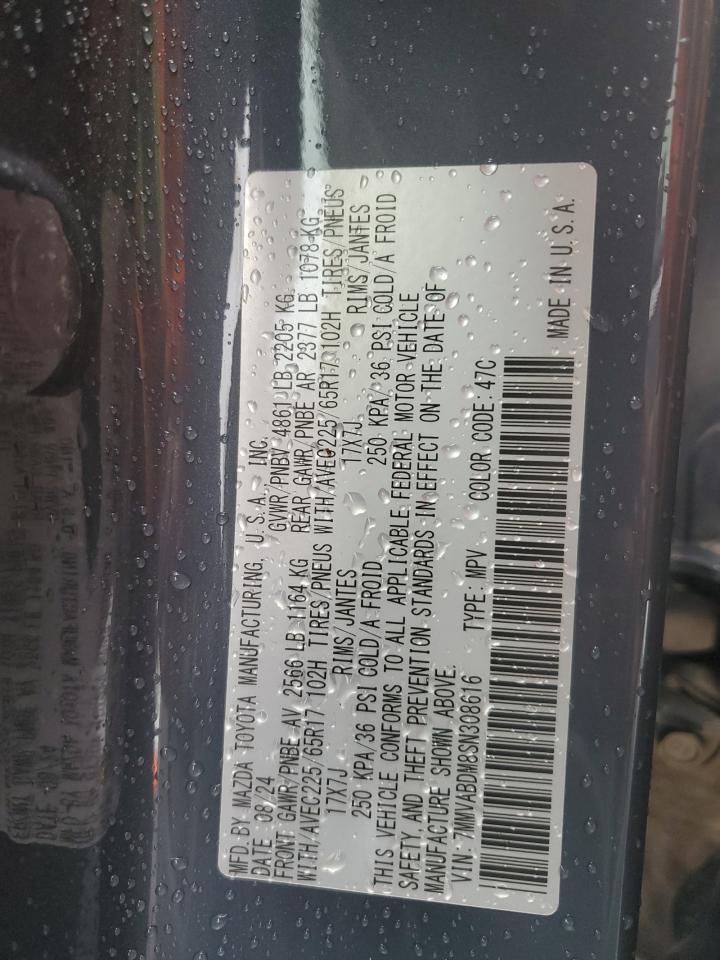 MFD. BY MAZDA TOYOTA MANUFACTURING, U.S.A., INC.
DATE 08/24 GVWR/PNBV 4861 LB 2205 KG
FRONT GAWR/PNBE AV 2566 LB 1164 KG REAR GAWR/PNBE AR 2377 LB 1078 KG
WITH/AVEC225/65R17 102H TIRES/PNEUS WITH/AVEC225/65R17 102H TIRES/PNEUS
17X7J RIMS/JANTES 17X7J RIMS/JANTES
250 KPA/36 PSI COLD/A FROID 250 KPA/ 36 PSI COLD/A FROID
THIS VEHICLE CONFORMS TO ALL APPLICABLE FEDERAL MOTOR VEHICLE
SAFETY AND THEFT PREVENTION STANDARDS IN EFFECT ON THE DATE OF
MANUFACTURE SHOWN ABOVE.
VIN: 7MMVABDM8SN308616 TYPE: MPV COLOR CODE: 47C
MADE IN U.S.A.